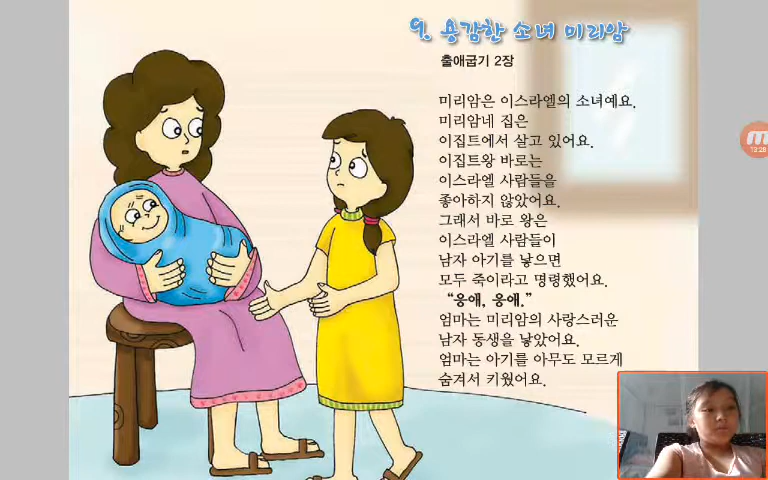 9. 용감한 소녀 미리암
출애굽기 2장
미리암은 이스라엘의 소녀예요.
미리암네 집은
이집트에서 살고 있어요.
이집트왕 바로는
이스라엘 사람들을
좋아하지 않았어요.
그래서 바로 왕은
이스라엘 사람들이
남자 아기를 낳으면
모두 죽이라고 명령했어요.
“응애, 응애.”
엄마는 미리암의 사랑스러운
남자 동생을 낳았어요.
엄마는 아기를 아무도 모르게
숨겨서 키웠어요.